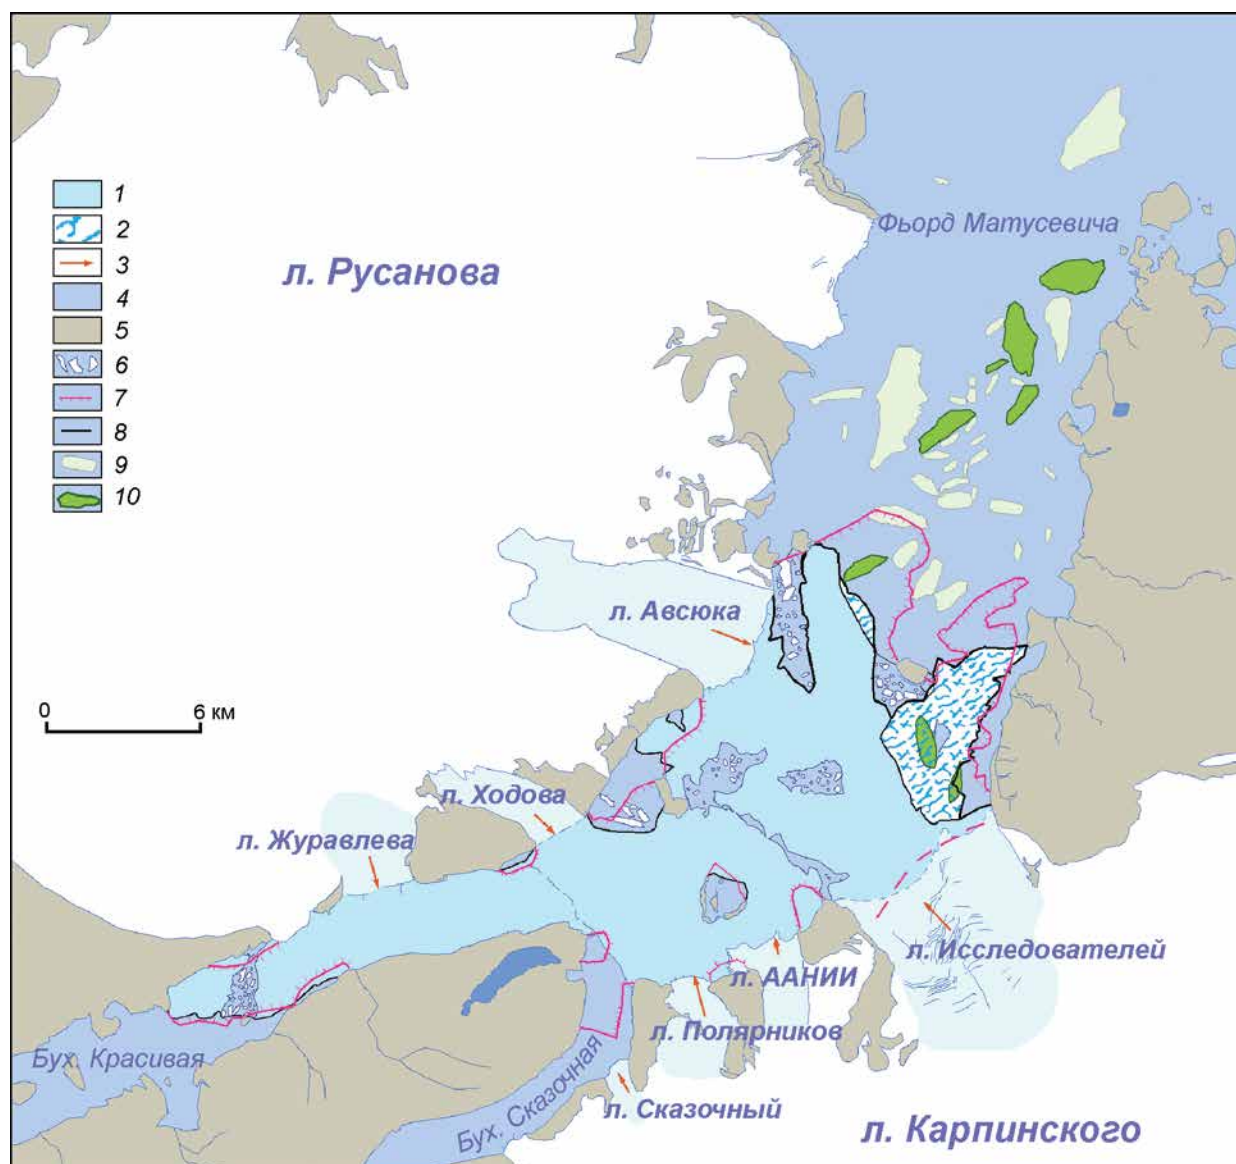 1
2
3
4
5
6
7
8
9
10
Фьорд Матусевича
л. Русанова
л. Авсюка
0 6 км
л. Ходова
л. Журавлева
л. Исследователей
л. ААНИИ
л. Полярников
Бух. Красивая
Бух. Сказочная
л. Сказочный
л. Карпинского